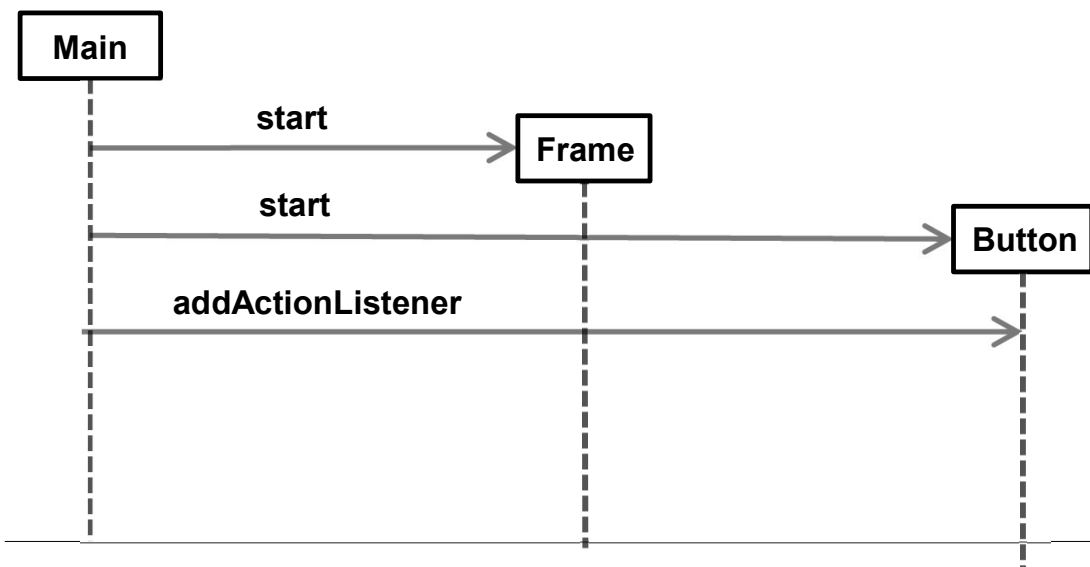 Main
start
Frame
start
Button
addActionListener